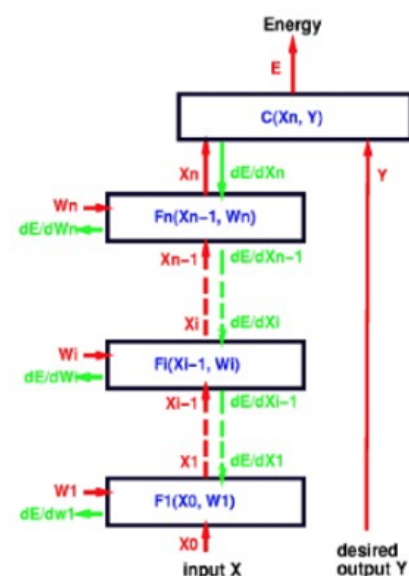 Energy
E
C(Xn, Y)
Xn dE/dXn Y
Wn
Fn(Xn-1, Wn)
dE/dWn
Xn-1 dE/dXn-1
Xi dE/dXi
Wi
Fi(Xi-1, Wi)
dE/dWi
Xi-1 dE/dXi-1
X1 dE/dX1
W1
F1(X0, W1)
dE/dw1
X0
input X
desired
output Y